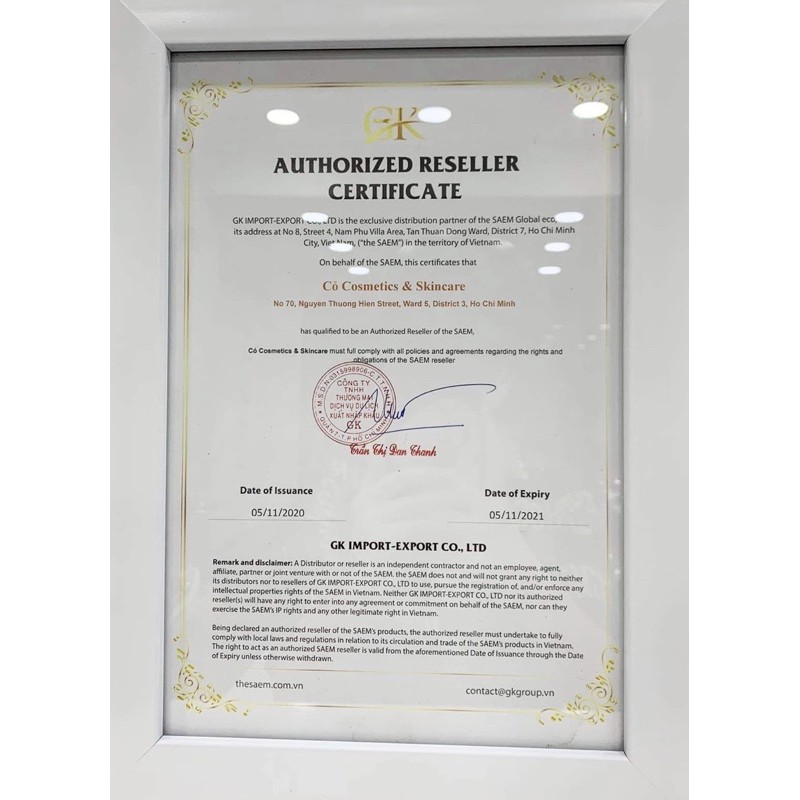 GK
AUTHORIZED RESELLER
CERTIFICATE
GK IMPORT-EXPORT CO., LTD is the exclusive distribution partner of the SAEM Global eco,
its address at No 8, Street 4, Nam Phu Villa Area, Tan Thuan Dong Ward, District 7, Ho Chi Minh
City, Viet Nam, ("the SAEM") in the territory of Vietnam.
On behalf of the SAEM, this certificates that
Cỏ Cosmetics & Skincare
No 70, Nguyen Thuong Hien Street, Ward 5, District 3, Ho Chi Minh
has qualified to be an Authorized Reseller of the SAEM,
Cỏ Cosmetics & Skincare must full comply with all policies and agreements regarding the rights and
obligations of the SAEM reseller
M.S.D.N:0315998906-C.T.T.N.H.H
CÔNG TY
TNHH
THƯƠNG MẠI
DỊCH VỤ DU LỊCH
XUẤT NHẬP KHẨU
GK
QUẬN 7-T.P HỒ CHÍ MINH
Trần Thị Đan Thanh
Date of Issuance
Date of Expiry
05/11/2020
05/11/2021
GK IMPORT-EXPORT CO., LTD
Remark and disclaimer: A Distributor or reseller is an independent contractor and not an employee, agent,
affiliate, partner or joint venture with or not of the SAEM. the SAEM does not and will not grant any right to neither
its distributors nor to resellers of GK IMPORT-EXPORT CO., LTD to use, pursue the registration of, and/or enforce any
intellectual properties rights of the SAEM in Vietnam. Neither GK IMPORT-EXPORT CO., LTD nor its authorized
reseller(s) will have any right to enter into any agreement or commitment on behalf of the SAEM, nor can they
exercise the SAEM's IP rights and any other legitimate right in Vietnam.
Being declared an authorized reseller of the SAEM's products, the authorized reseller must undertake to fully
comply with local laws and regulations in relation to its circulation and trade of the SAEM's products in Vietnam.
The right to act as an authorized SAEM reseller is valid from the aforementioned Date of Issuance through the Date
of Expiry unless otherwise withdrawn.
thesaem.com.vn
contact@gkgroup.vn